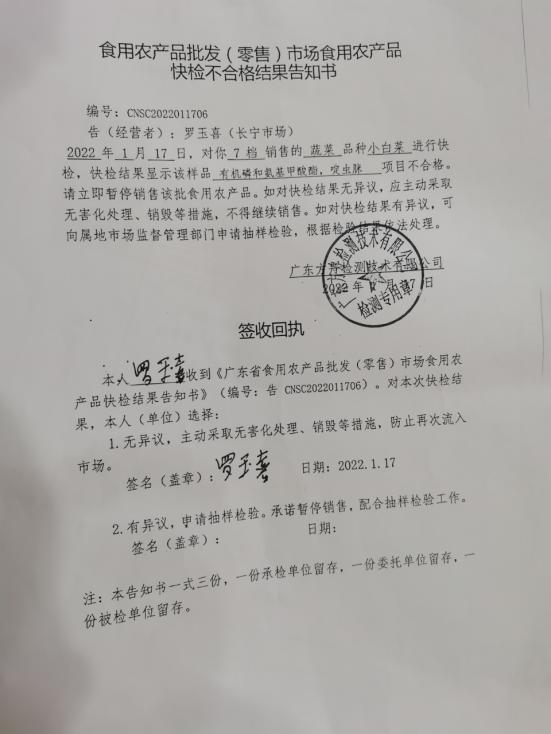 食用农产品批发（零售）市场食用农产品
快检不合格结果告知书
编号：CNSC2022011706
告（经营者）：罗玉喜（长宁市场）
2022 年 1 月 17 日，对你 7 档 销售的 蔬菜 品种 小白菜 进行快
检，快检结果显示该样品 有机磷和氨基甲酸酯，啶虫脒 项目不合格。
请立即暂停销售该批食用农产品。如对快检结果无异议，应主动采取
无害化处理、销毁等措施，不得继续销售。如对快检结果有异议，可
向属地市场监督管理部门申请抽样检验，根据检验结果依法处理。
广东方 检测技术有限公司
2022 年 1 月 17 日
检测专用章
签收回执
本人 罗玉喜 收到《广东省食用农产品批发（零售）市场食用农
产品快检结果告知书》（编号：告 CNSC2022011706）。对本次快检结
果，本人（单位）选择：
1.无异议，主动采取无害化处理、销毁等措施，防止再次流入
市场。
签名（盖章）：罗玉喜 日期：2022.1.17
2.有异议，申请抽样检验。承诺暂停销售，配合抽样检验工作。
签名（盖章）： 日期：
注：本告知书一式三份，一份承检单位留存，一份委托单位留存，一
份被检单位留存。